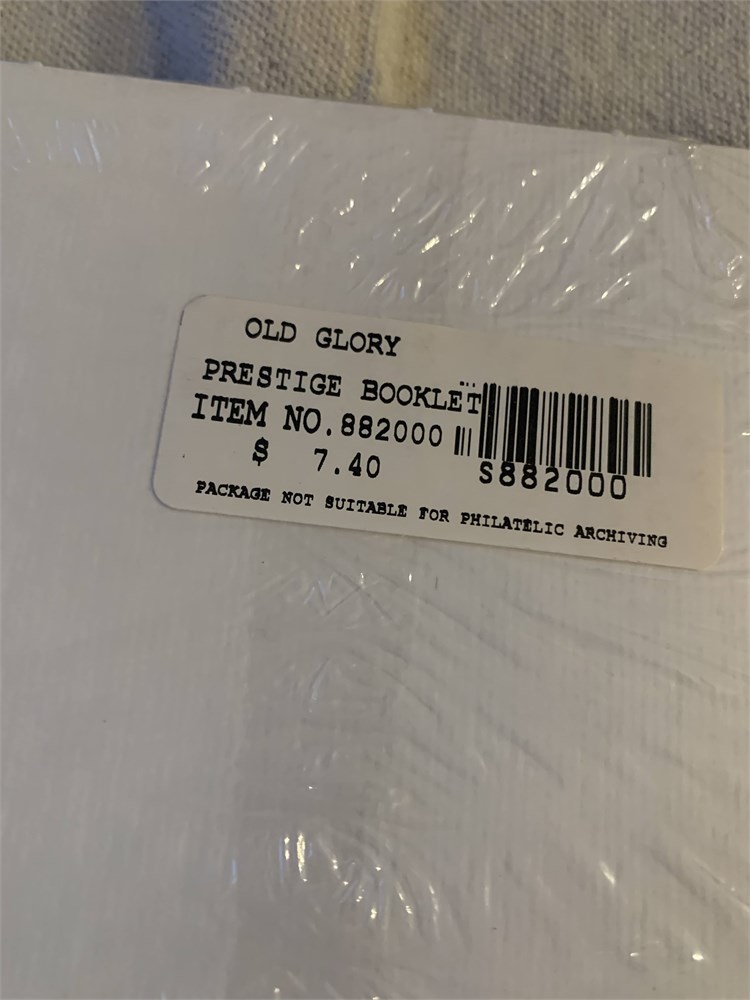 OLD GLORY
PRESTIGE BOOKLET
ITEM NO.882000
$ 7.40
S882000
PACKAGE NOT SUITABLE FOR PHILATELIC ARCHIVING